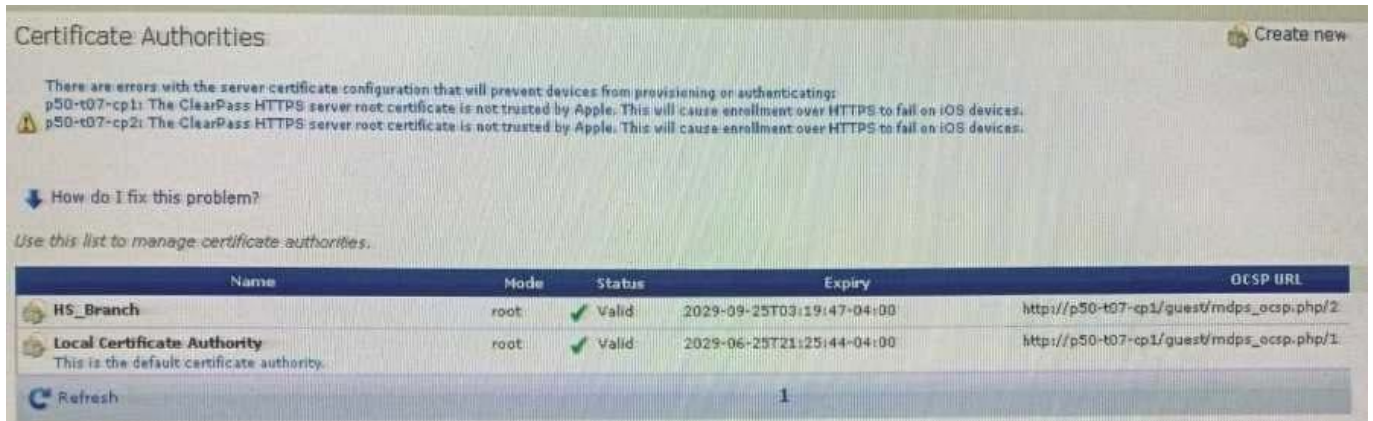 Certificate Authorities
Create new
There are errors with the server certificate configuration that will prevent devices from provisioning or authenticating:
p50-t07-cp1: The ClearPass HTTPS server root certificate is not trusted by Apple. This will cause enrollment over HTTPS to fail on iOS devices.
p50-t07-cp2: The ClearPass HTTPS server root certificate is not trusted by Apple. This will cause enrollment over HTTPS to fail on iOS devices.
How do I fix this problem?
Use this list to manage certificate authorities.
Name Mode Status Expiry OCSP URL
HS_Branch root Valid 2029-09-25T03:19:47-04:00 http://p50-t07-cp1/guest/mdps_ocsp.php/2
Local Certificate Authority root Valid 2029-06-25T21:25:44-04:00 http://p50-t07-cp1/guest/mdps_ocsp.php/1
This is the default certificate authority.
Refresh 1